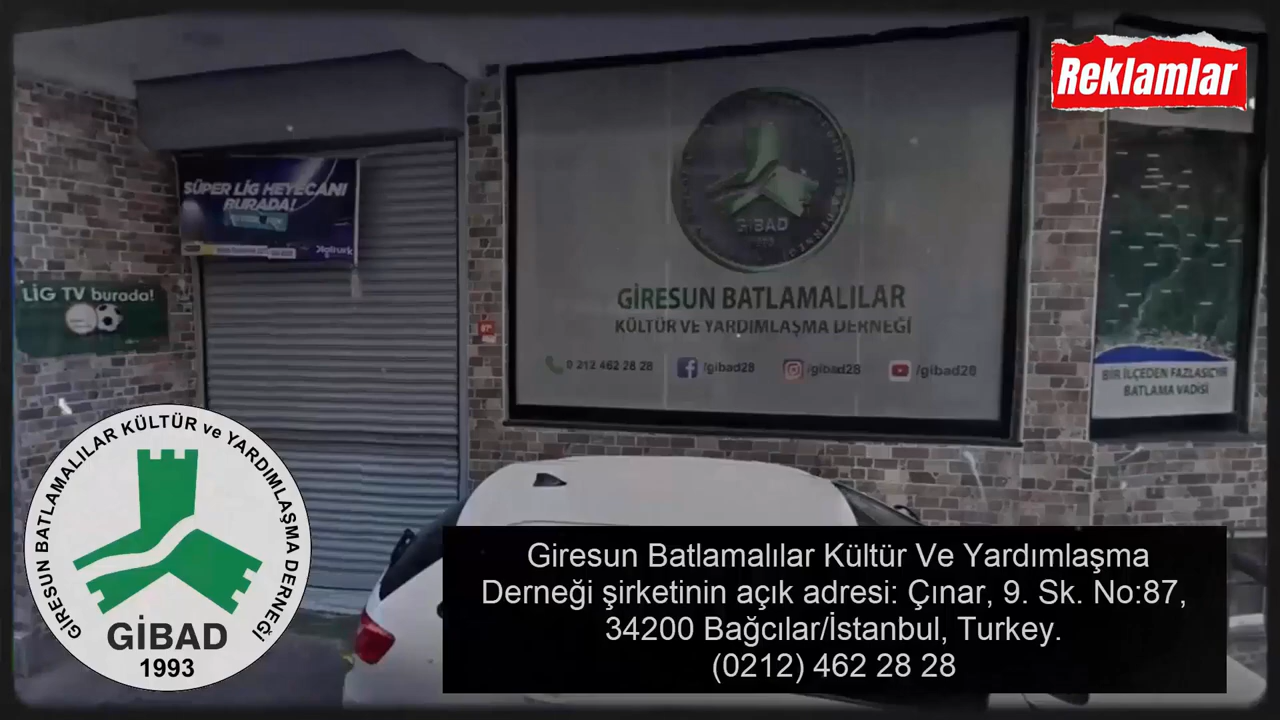 Reklamlar
SÜPER LİG HEYECANI
BURADA!
Digiturk
LİG TV burada!
GİBAD
1993
GİRESUN BATLAMALILAR
KÜLTÜR VE YARDIMLAŞMA DERNEĞİ
0 212 462 28 28
/gibad28
/gibad28
/gibad28
BİR İLÇEDEN FAZLASIDIR
BATLAMA VADİSİ
GİRESUN BATLAMALILAR KÜLTÜR ve YARDIMLAŞMA DERNEĞİ
GİBAD
1993
Giresun Batlamalılar Kültür Ve Yardımlaşma
Derneği şirketinin açık adresi: Çınar, 9. Sk. No:87,
34200 Bağcılar/İstanbul, Turkey.
(0212) 462 28 28